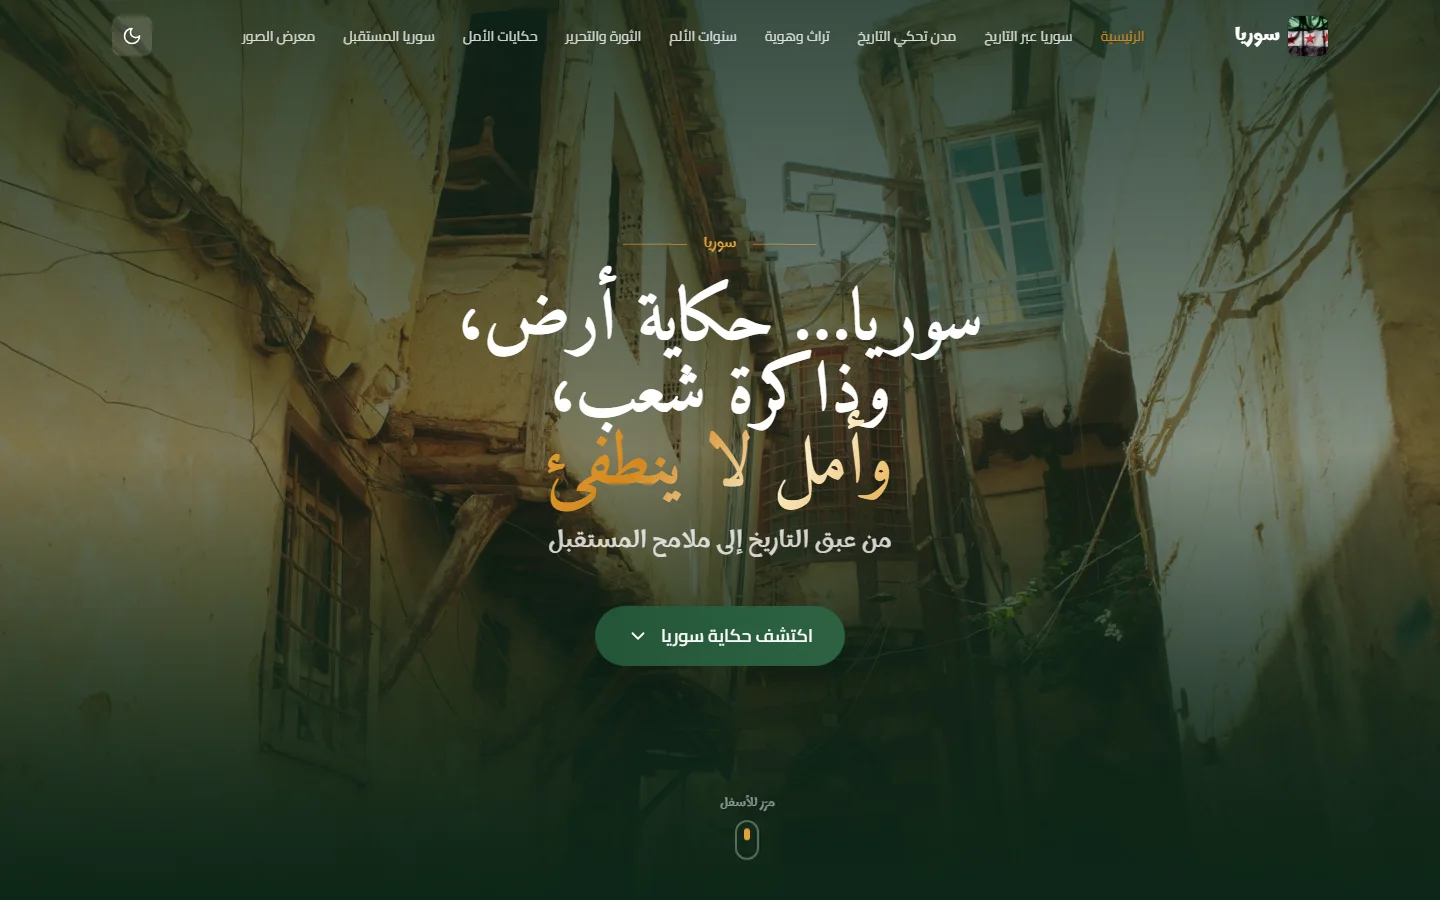 سوريا
الرئيسية
سوريا عبر التاريخ
مدن تحكي التاريخ
تراث وهوية
سنوات الألم
الثورة والتحرير
حكايات الأمل
سوريا المستقبل
معرض الصور
سوريا
سوريا... حكاية أرض،
وذاكرة شعب،
وأمل لا ينطفئ
من عبق التاريخ إلى ملامح المستقبل
اكتشف حكاية سوريا
مرّر للأسفل